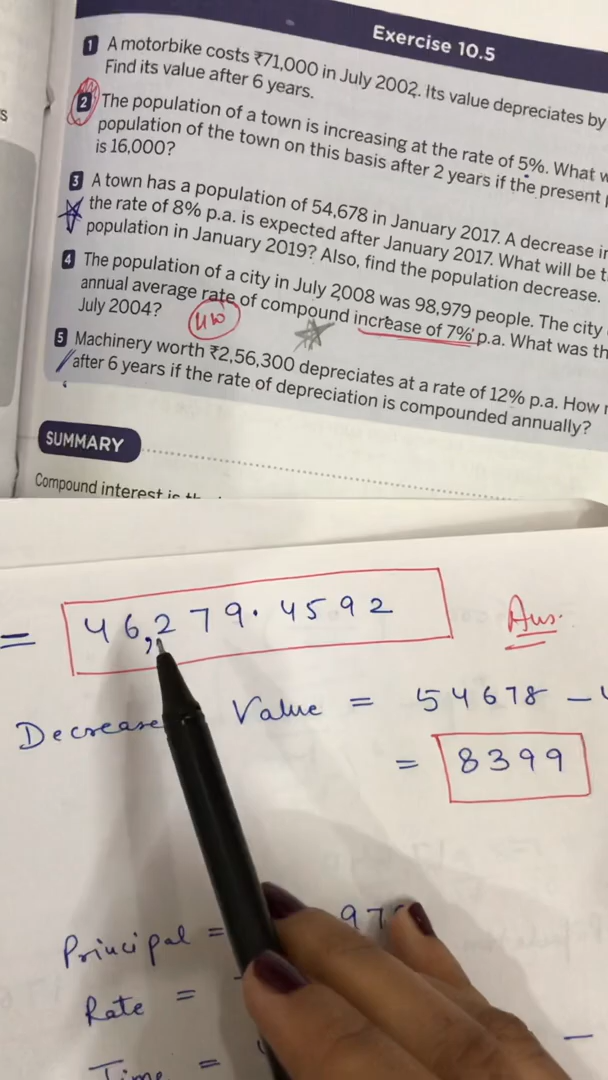 Exercise 10.5
1 A motorbike costs ₹71,000 in July 2002. Its value depreciates by
Find its value after 6 years.
2 The population of a town is increasing at the rate of 5%. What
population of the town on this basis after 2 years if the present
is 16,000?
3 A town has a population of 54,678 in January 2017. A decrease
the rate of 8% p.a. is expected after January 2017. What will be
population in January 2019? Also, find the population decrease.
4 The population of a city in July 2008 was 98,979 people. The city
annual average rate of compound increase of 7% p.a. What was
July 2004?
HW
5 Machinery worth ₹2,56,300 depreciates at a rate of 12% p.a. How
after 6 years if the rate of depreciation is compounded annually?
SUMMARY
Compound interest is
= 46,279.4592 Ans.
Decrease Value = 54678 –
= 8399
Principal =
Rate =
Time =